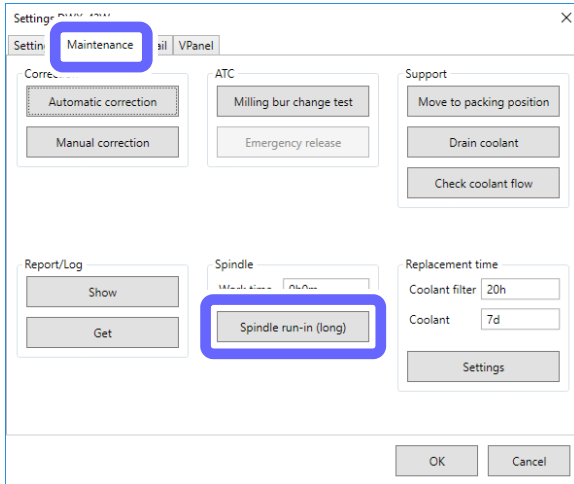 Settings
Maintenance
VPanel
ATC
Support
Automatic correction
Milling bur change test
Move to packing position
Manual correction
Emergency release
Drain coolant
Check coolant flow
Report/Log
Spindle
Replacement time
Show
Coolant filter 20h
Spindle run-in (long)
Coolant 7d
Get
Settings
OK
Cancel